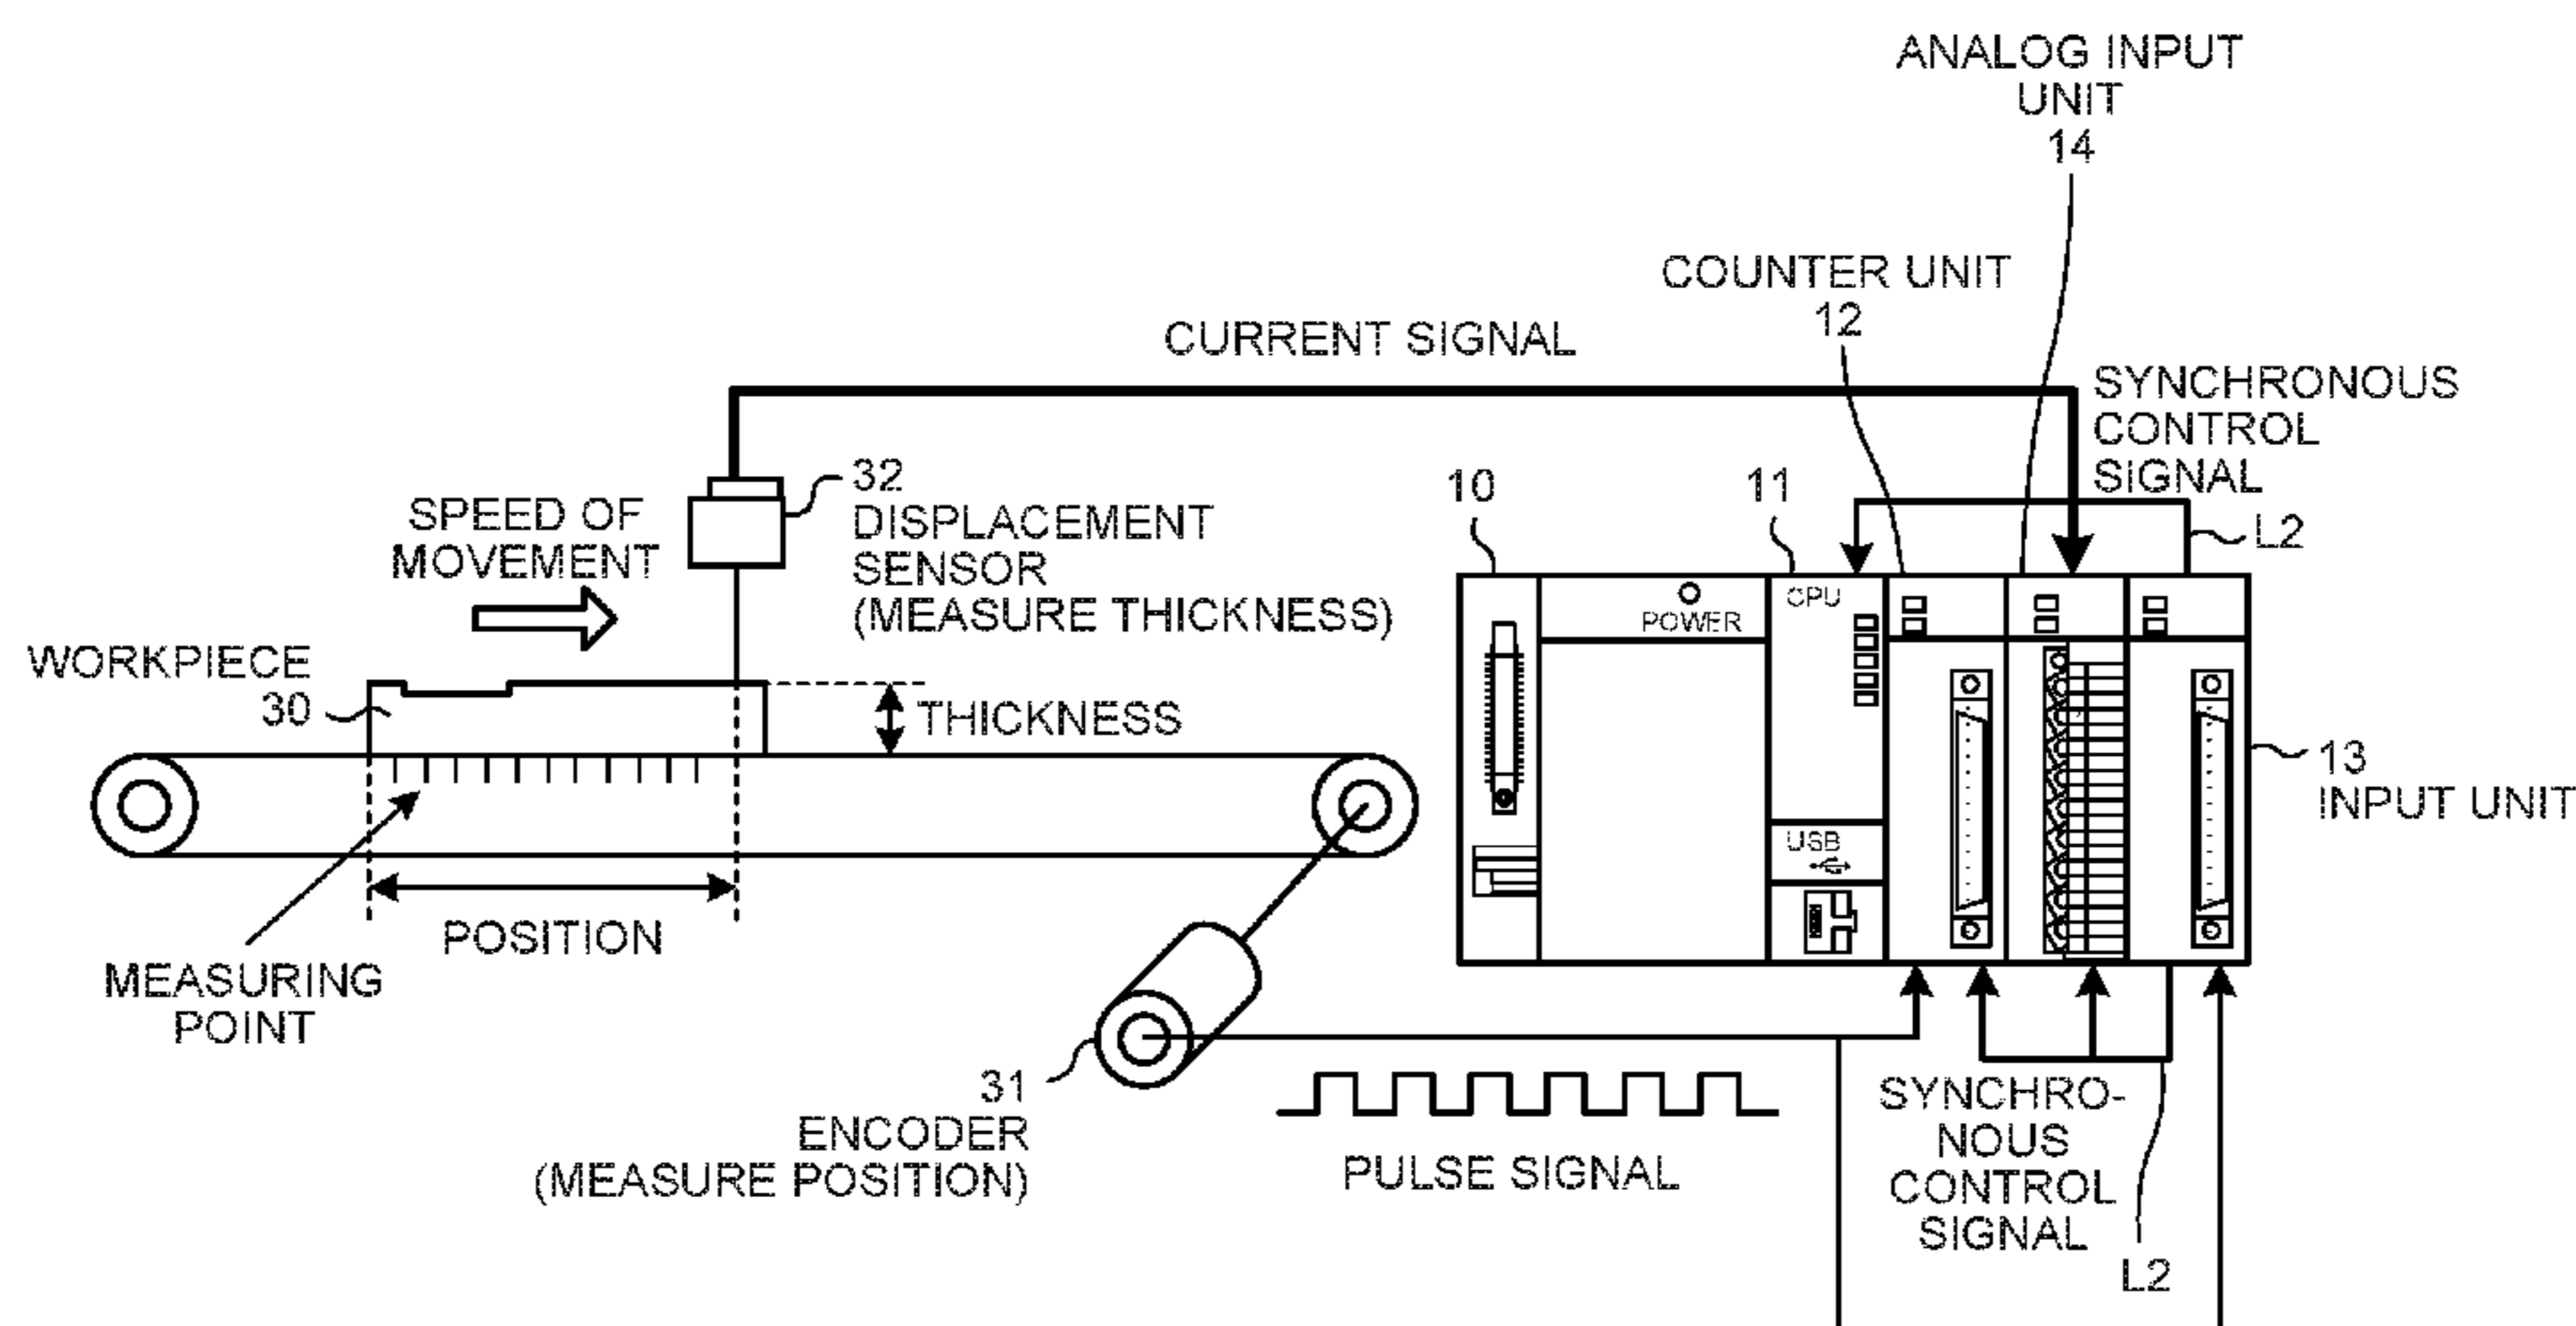 ANALOG INPUT
UNIT
14
COUNTER UNIT
12
CURRENT SIGNAL
SYNCHRONOUS
CONTROL
SIGNAL
L2
10
11
32
DISPLACEMENT
SENSOR
(MEASURE THICKNESS)
SPEED OF
MOVEMENT
CPU
POWER
WORKPIECE
30
THICKNESS
13
INPUT UNIT
USB
POSITION
MEASURING
POINT
31
ENCODER
(MEASURE POSITION)
PULSE SIGNAL
SYNCHRO-
NOUS
CONTROL
SIGNAL
L2